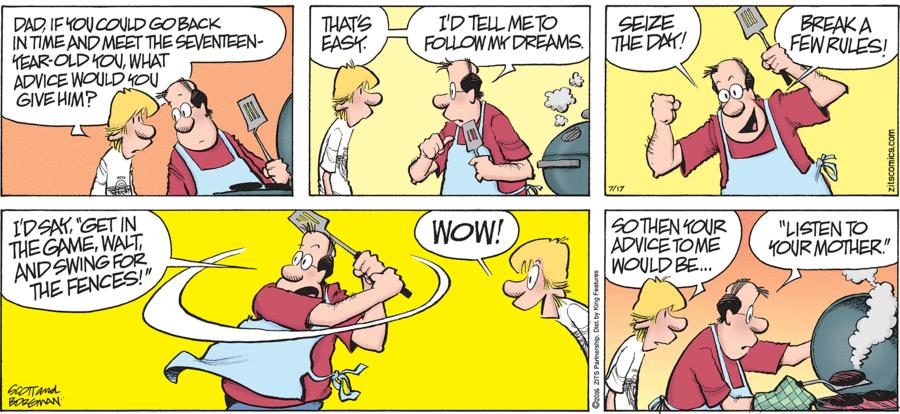 DAD, IF YOU COULD GO BACK
IN TIME AND MEET THE SEVENTEEN-
YEAR-OLD YOU, WHAT
ADVICE WOULD YOU
GIVE HIM?
THAT'S
EASY.
I'D TELL ME TO
FOLLOW MY DREAMS.
SEIZE
THE DAY!
BREAK A
FEW RULES!
7/17
zitscomics.com
I'D SAY, "GET IN
THE GAME, WALT,
AND SWING FOR
THE FENCES!"
WOW!
SCOTT and
BORGMAN
©2016 ZITS Partnership. Dist. by King Features
SO THEN YOUR
ADVICE TO ME
WOULD BE...
"LISTEN TO
YOUR MOTHER."